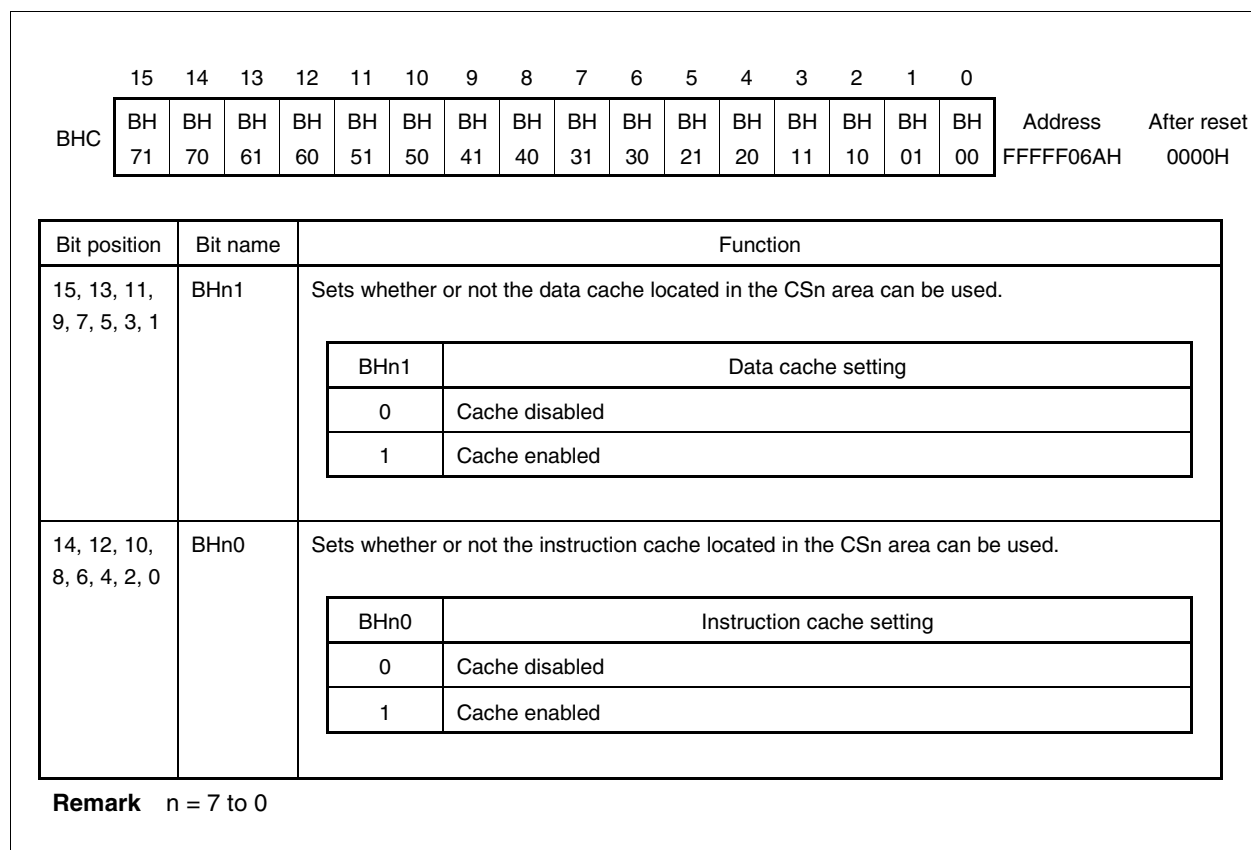 15 14 13 12 11 10 9 8 7 6 5 4 3 2 1 0
BHC BH BH BH BH BH BH BH BH BH BH BH BH BH BH BH BH Address After reset
71 70 61 60 51 50 41 40 31 30 21 20 11 10 01 00 FFFFF06AH 0000H
Bit position Bit name Function
15, 13, 11, BHn1 Sets whether or not the data cache located in the CSn area can be used.
9, 7, 5, 3, 1
BHn1 Data cache setting
0 Cache disabled
1 Cache enabled
14, 12, 10, BHn0 Sets whether or not the instruction cache located in the CSn area can be used.
8, 6, 4, 2, 0
BHn0 Instruction cache setting
0 Cache disabled
1 Cache enabled
Remark n = 7 to 0